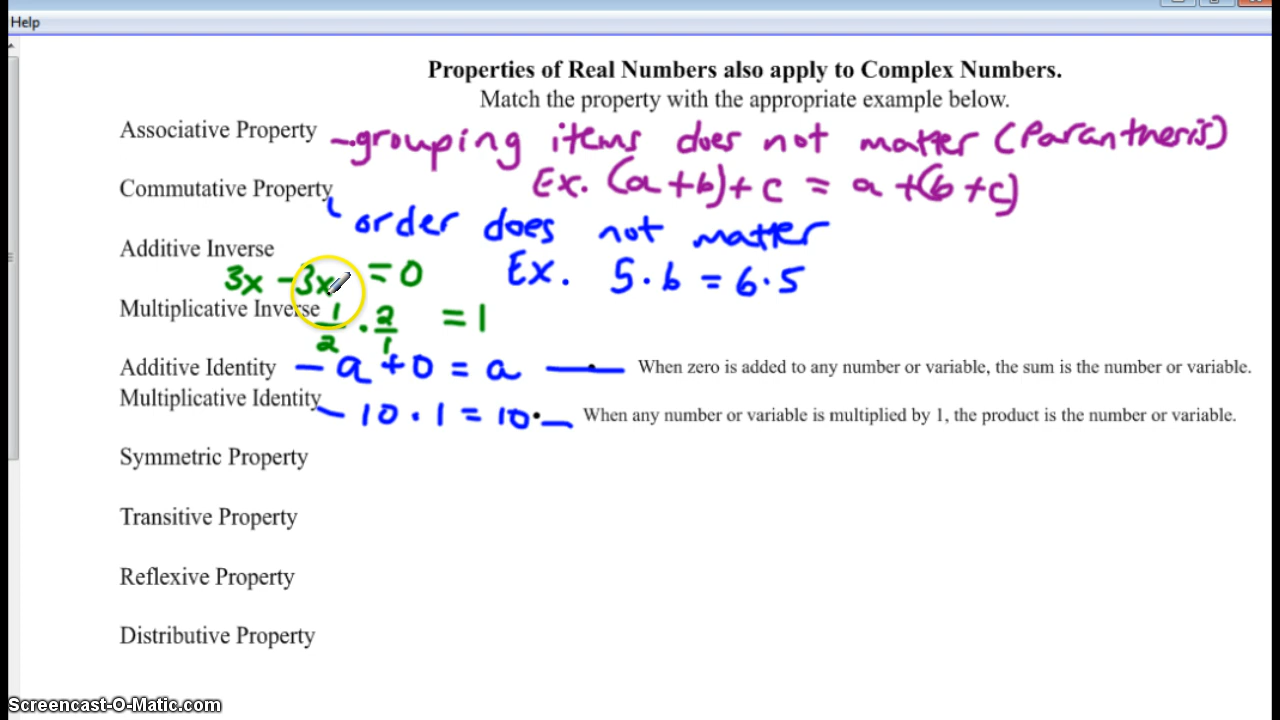 Help
Properties of Real Numbers also apply to Complex Numbers.
Match the property with the appropriate example below.
Associative Property - grouping items does not matter (Paranthesis)
Ex. (a+b)+c = a+(b+c)
Commutative Property
order does not matter
Additive Inverse
3x - 3x = 0
Ex. 5·6 = 6·5
Multiplicative Inverse
1/2 · 2/1 = 1
Additive Identity - a+0 = a — When zero is added to any number or variable, the sum is the number or variable.
Multiplicative Identity - 10·1 = 10 — When any number or variable is multiplied by 1, the product is the number or variable.
Symmetric Property
Transitive Property
Reflexive Property
Distributive Property
Screencast-O-Matic.com